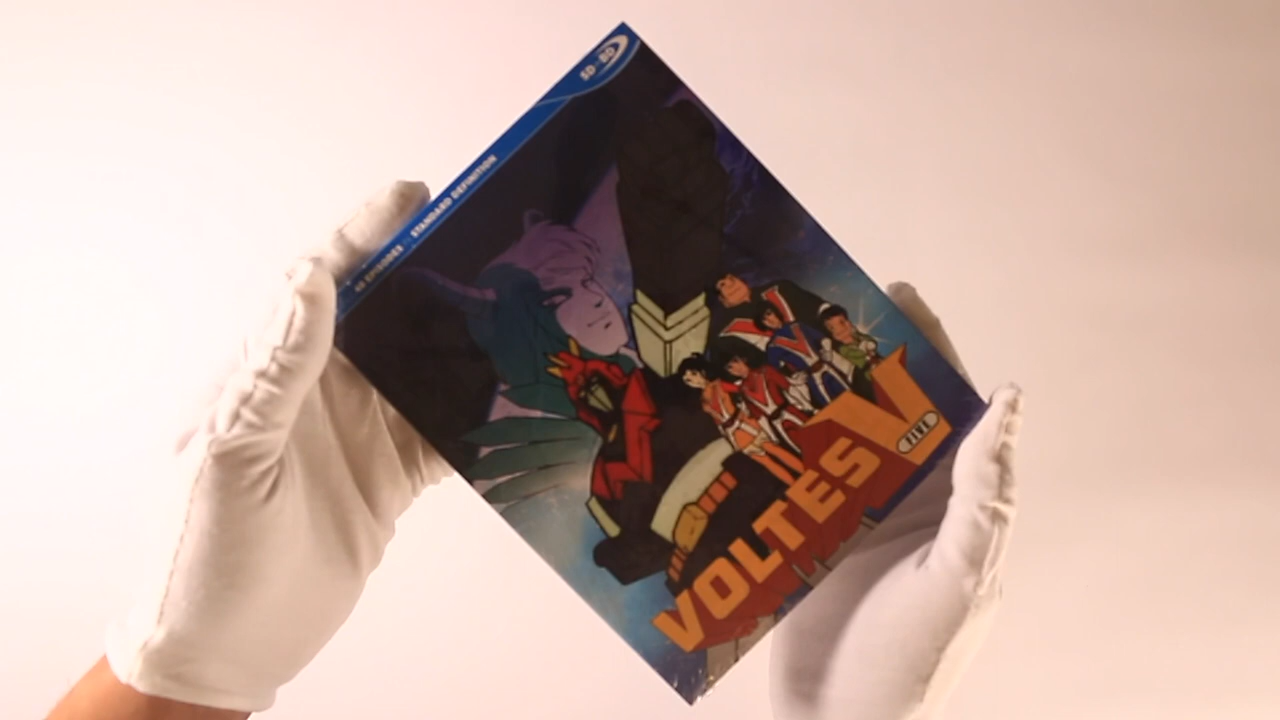 40 EPISODES - STANDARD DEFINITION
SD BD
VOLTES V
FIVE